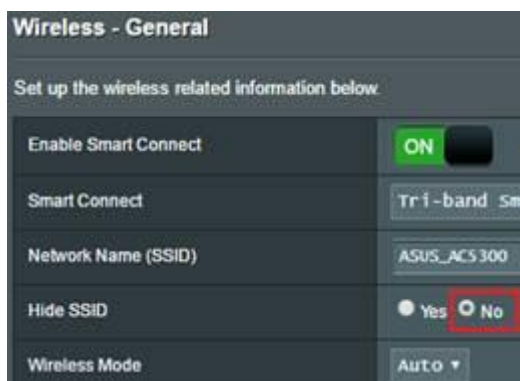 Wireless - General
Set up the wireless related information below.
Enable Smart Connect ON
Smart Connect Tri-band Sm
Network Name (SSID) ASUS_AC5300
Hide SSID Yes No
Wireless Mode Auto